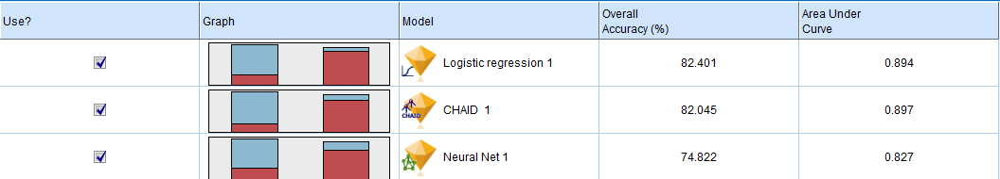 Use?
Graph
Model
Overall
Accuracy (%)
Area Under
Curve
Logistic regression 1
82.401
0.894
CHAID
CHAID 1
82.045
0.897
Neural Net 1
74.822
0.827